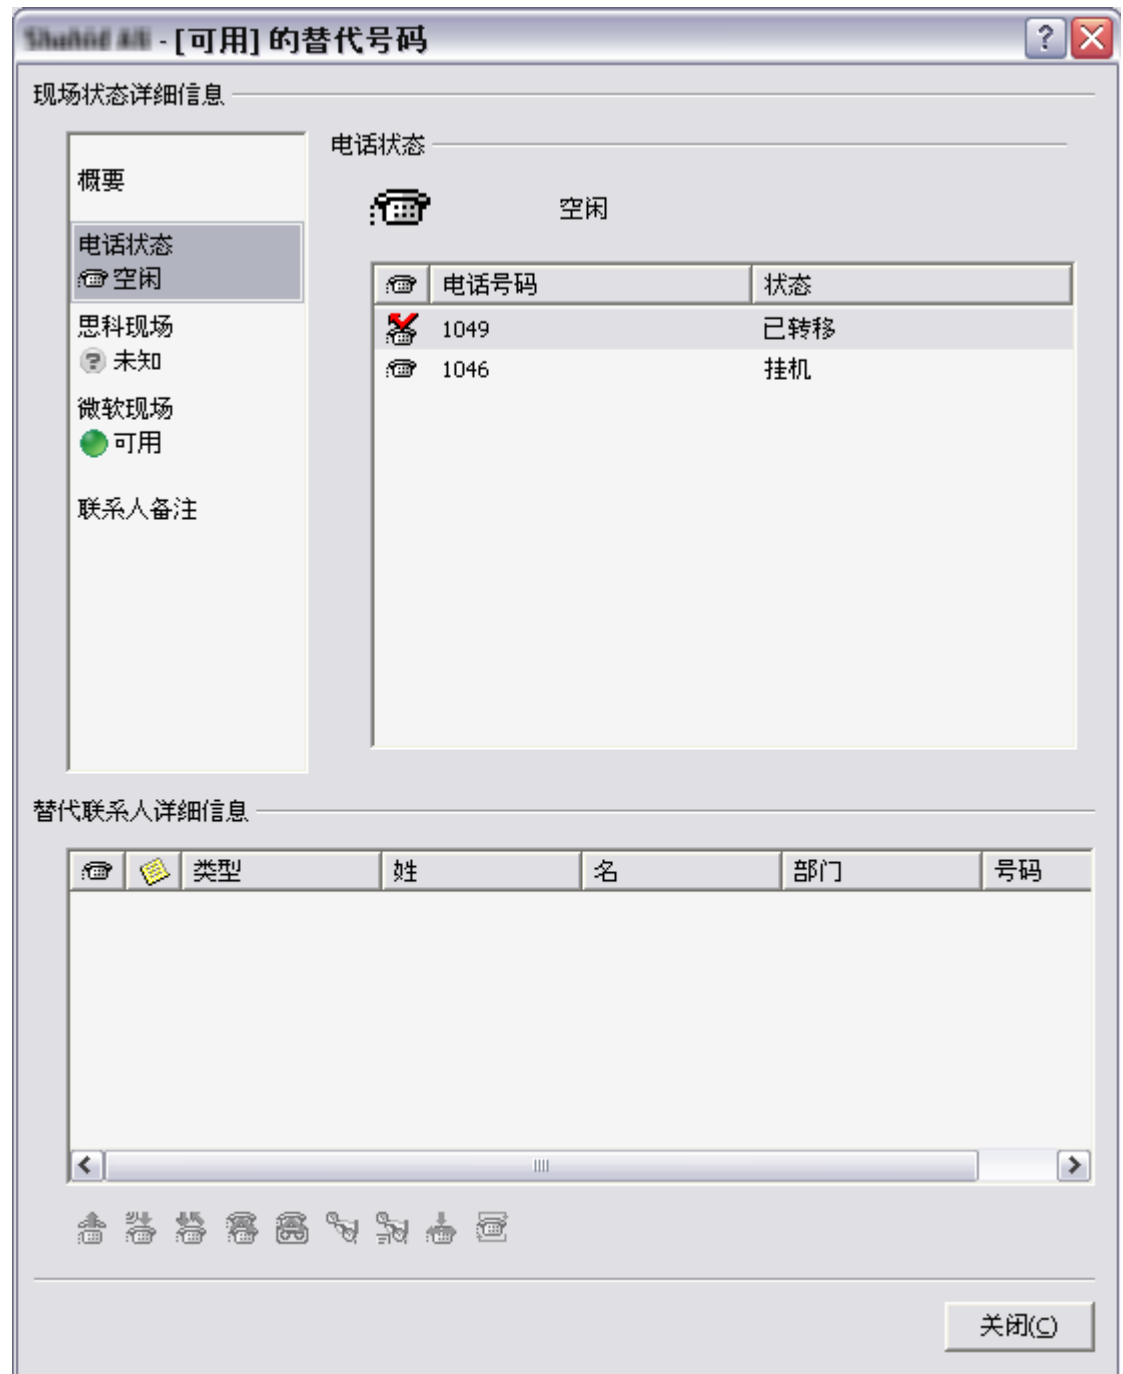 - [可用] 的替代号码
现场状态详细信息
概要
电话状态
空闲
思科现场
未知
微软现场
可用
联系人备注
电话状态
空闲
电话号码 状态
1049 已转移
1046 挂机
替代联系人详细信息
类型 姓 名 部门 号码
关闭(C)